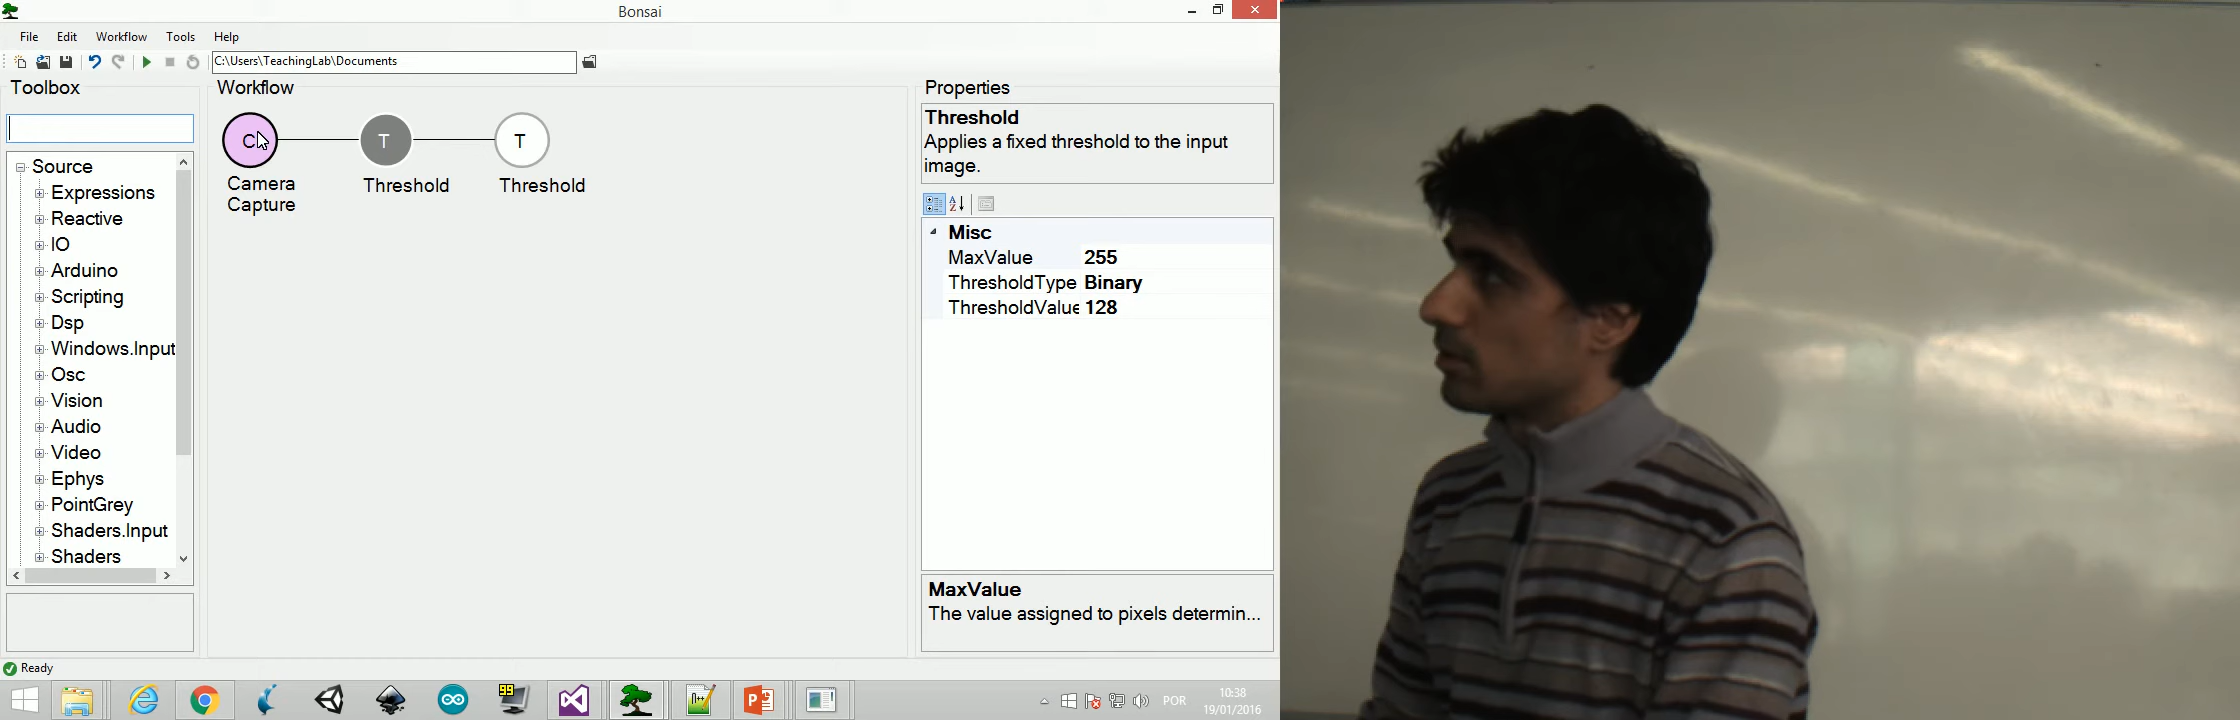 Bonsai
File Edit Workflow Tools Help
C:\Users\TeachingLab\Documents
Toolbox
Source
Expressions
Reactive
IO
Arduino
Scripting
Dsp
Windows.Input
Osc
Vision
Audio
Video
Ephys
PointGrey
Shaders.Input
Shaders
Workflow
C T T
Camera
Capture
Threshold
Threshold
Properties
Threshold
Applies a fixed threshold to the input
image.
Misc
MaxValue 255
ThresholdType Binary
ThresholdValue 128
MaxValue
The value assigned to pixels determin...
Ready
99
POR
10:38
19/01/2016